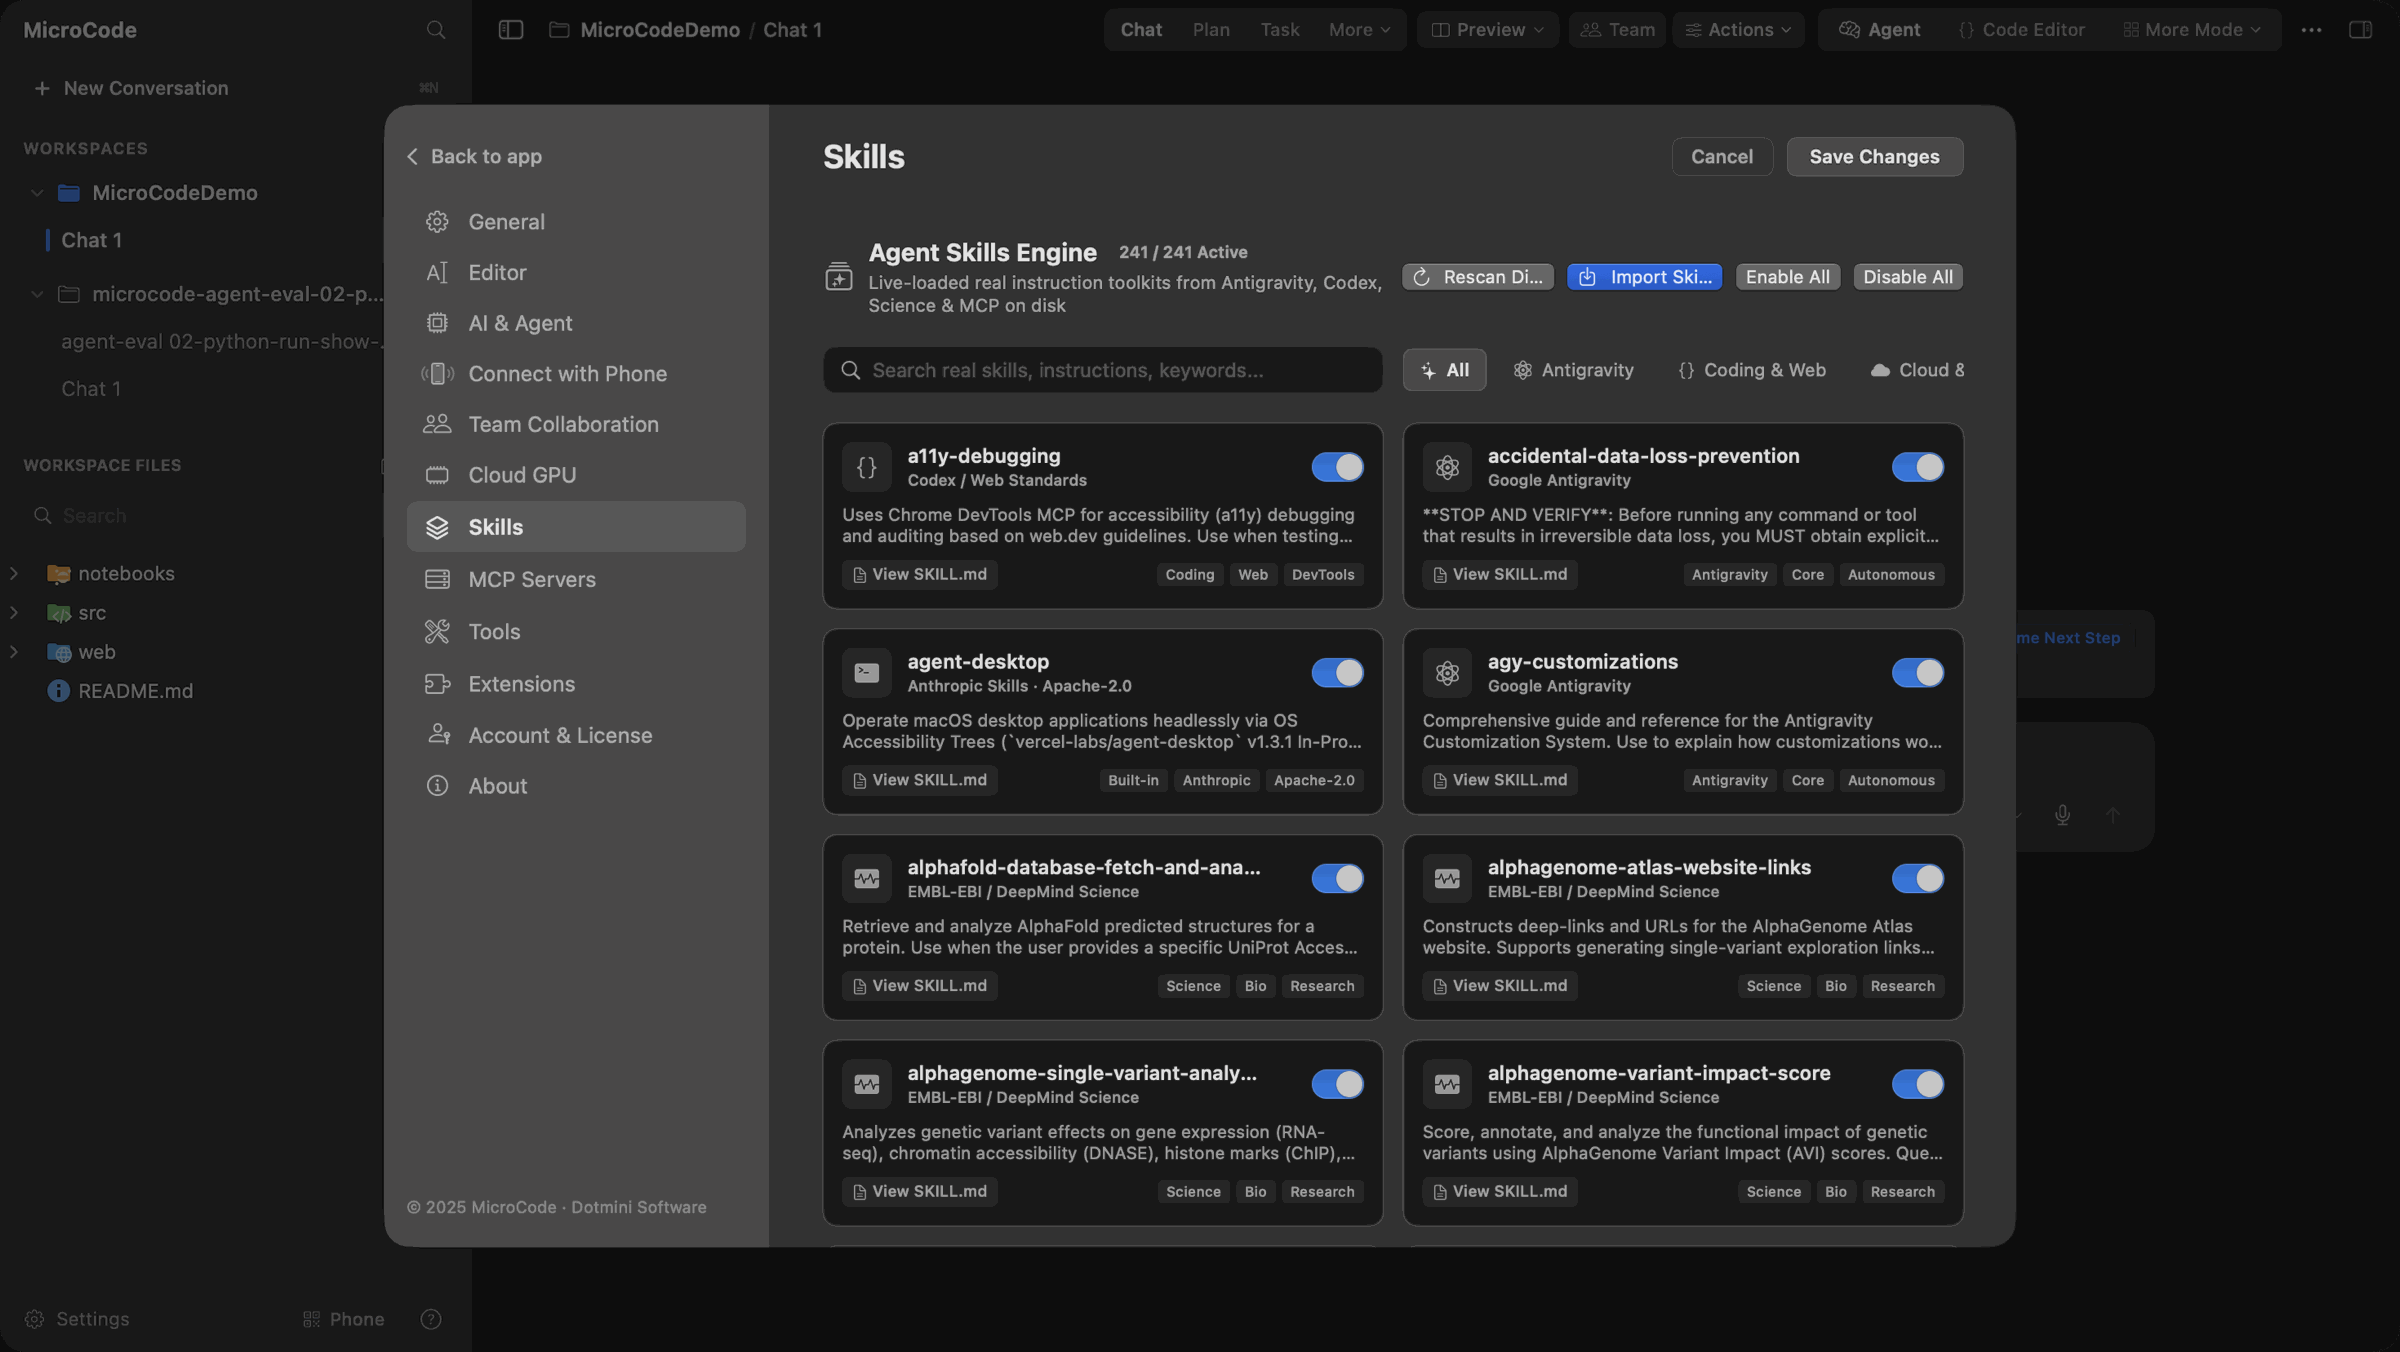 MicroCode
MicroCodeDemo / Chat 1
Chat
Plan
Task
More
Preview
Team
Actions
Agent
{} Code Editor
More Mode
+ New Conversation
⌘N
WORKSPACES
MicroCodeDemo
Chat 1
microcode-agent-eval-02-p...
agent-eval 02-python-run-show-
Chat 1
WORKSPACE FILES
Search
notebooks
src
web
README.md
Settings
Phone
Back to app
General
Editor
AI & Agent
Connect with Phone
Team Collaboration
Cloud GPU
Skills
MCP Servers
Tools
Extensions
Account & License
About
© 2025 MicroCode · Dotmini Software
Skills
Cancel
Save Changes
Agent Skills Engine 241 / 241 Active
Live-loaded real instruction toolkits from Antigravity, Codex,
Science & MCP on disk
Rescan Di...
Import Ski...
Enable All
Disable All
Search real skills, instructions, keywords...
All
Antigravity
{} Coding & Web
Cloud &
a11y-debugging
Codex / Web Standards
Uses Chrome DevTools MCP for accessibility (a11y) debugging
and auditing based on web.dev guidelines. Use when testing...
View SKILL.md
Coding Web DevTools
accidental-data-loss-prevention
Google Antigravity
**STOP AND VERIFY**: Before running any command or tool
that results in irreversible data loss, you MUST obtain explicit...
View SKILL.md
Antigravity Core Autonomous
agent-desktop
Anthropic Skills · Apache-2.0
Operate macOS desktop applications headlessly via OS
Accessibility Trees (`vercel-labs/agent-desktop` v1.3.1 In-Pro...
View SKILL.md
Built-in Anthropic Apache-2.0
agy-customizations
Google Antigravity
Comprehensive guide and reference for the Antigravity
Customization System. Use to explain how customizations wo...
View SKILL.md
Antigravity Core Autonomous
alphafold-database-fetch-and-ana...
EMBL-EBI / DeepMind Science
Retrieve and analyze AlphaFold predicted structures for a
protein. Use when the user provides a specific UniProt Acces...
View SKILL.md
Science Bio Research
alphagenome-atlas-website-links
EMBL-EBI / DeepMind Science
Constructs deep-links and URLs for the AlphaGenome Atlas
website. Supports generating single-variant exploration links...
View SKILL.md
Science Bio Research
alphagenome-single-variant-analy...
EMBL-EBI / DeepMind Science
Analyzes genetic variant effects on gene expression (RNA-
seq), chromatin accessibility (DNASE), histone marks (ChIP),...
View SKILL.md
Science Bio Research
alphagenome-variant-impact-score
EMBL-EBI / DeepMind Science
Score, annotate, and analyze the functional impact of genetic
variants using AlphaGenome Variant Impact (AVI) scores. Que...
View SKILL.md
Science Bio Research
me Next Step